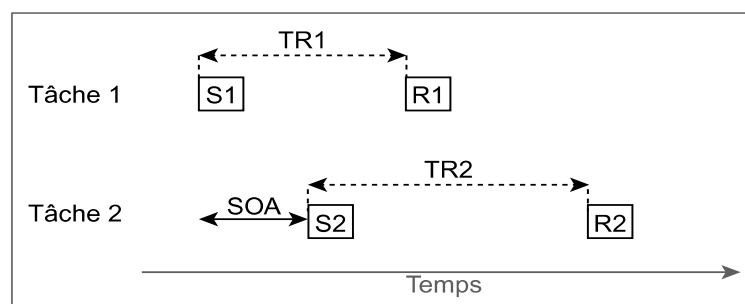 TR1
Tâche 1
S1
R1
TR2
Tâche 2
SOA
S2
R2
Temps